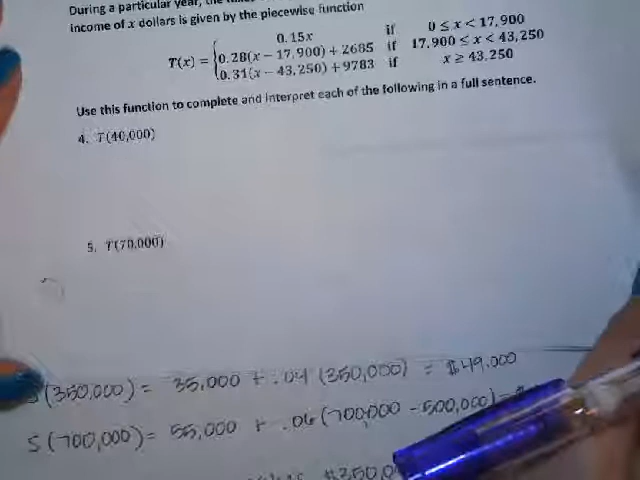 During a particular year, the
income of x dollars is given by the piecewise function
T(x) = { 0.15x if 0 ≤ x < 17,900
0.28(x − 17,900) + 2685 if 17,900 ≤ x < 43,250
0.31(x − 43,250) + 9783 if x ≥ 43,250
Use this function to complete and interpret each of the following in a full sentence.
4. T(40,000)
5. T(70,000)
S(350,000) = 35,000 + .04 (350,000) = $49,000
S(700,000) = 55,000 + .06 (700,000 - 500,000) =